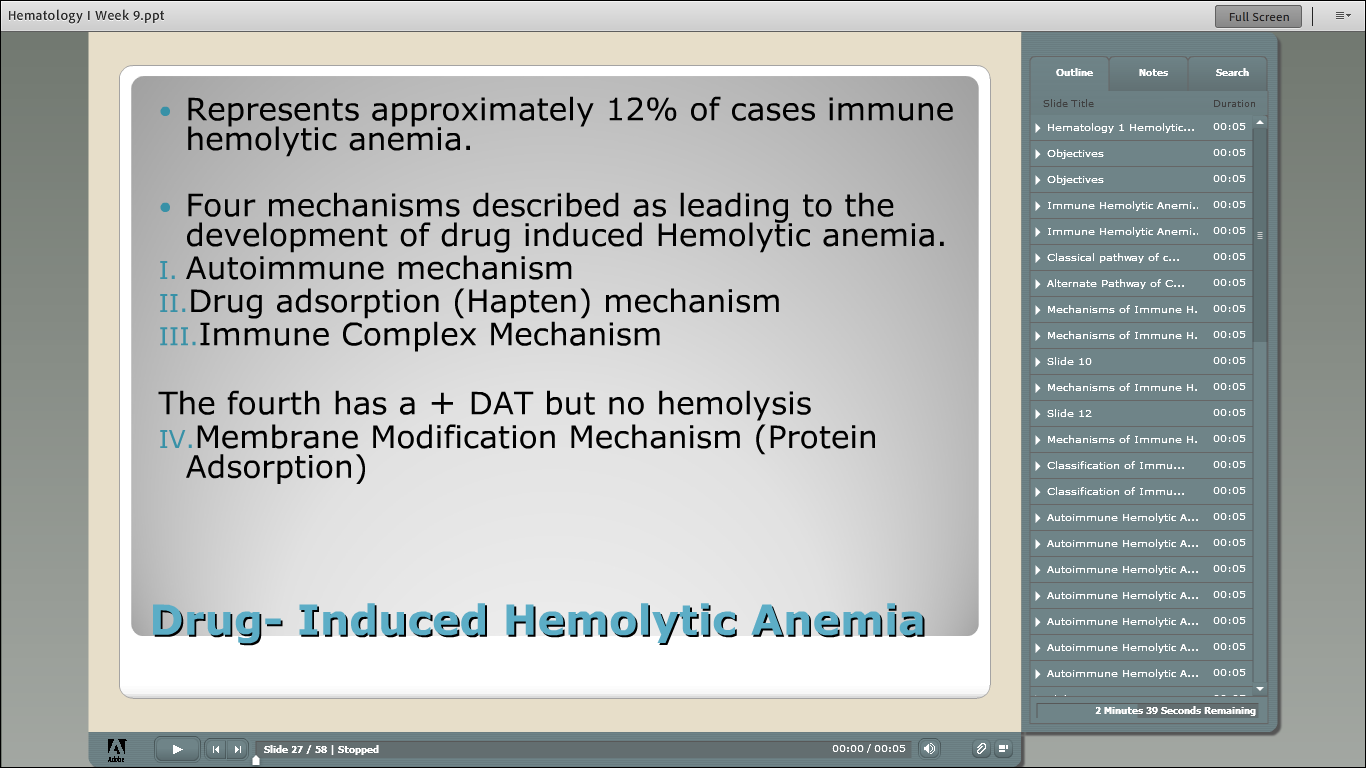 Hematology I Week 9.ppt
Full Screen
• Represents approximately 12% of cases immune
hemolytic anemia.
• Four mechanisms described as leading to the
development of drug induced Hemolytic anemia.
I. Autoimmune mechanism
II.Drug adsorption (Hapten) mechanism
III.Immune Complex Mechanism
The fourth has a + DAT but no hemolysis
IV.Membrane Modification Mechanism (Protein
Adsorption)
Drug- Induced Hemolytic Anemia
Outline Notes Search
Slide Title Duration
Hematology 1 Hemolytic... 00:05
Objectives 00:05
Objectives 00:05
Immune Hemolytic Anemi.. 00:05
Immune Hemolytic Anemi.. 00:05
Classical pathway of c... 00:05
Alternate Pathway of C... 00:05
Mechanisms of Immune H. 00:05
Mechanisms of Immune H. 00:05
Slide 10 00:05
Mechanisms of Immune H. 00:05
Slide 12 00:05
Mechanisms of Immune H. 00:05
Classification of Immu... 00:05
Classification of Immu... 00:05
Autoimmune Hemolytic A... 00:05
Autoimmune Hemolytic A... 00:05
Autoimmune Hemolytic A... 00:05
Autoimmune Hemolytic A... 00:05
Autoimmune Hemolytic A... 00:05
Autoimmune Hemolytic A... 00:05
Autoimmune Hemolytic A... 00:05
2 Minutes 39 Seconds Remaining
Adobe
Slide 27 / 58 | Stopped
00:00 / 00:05